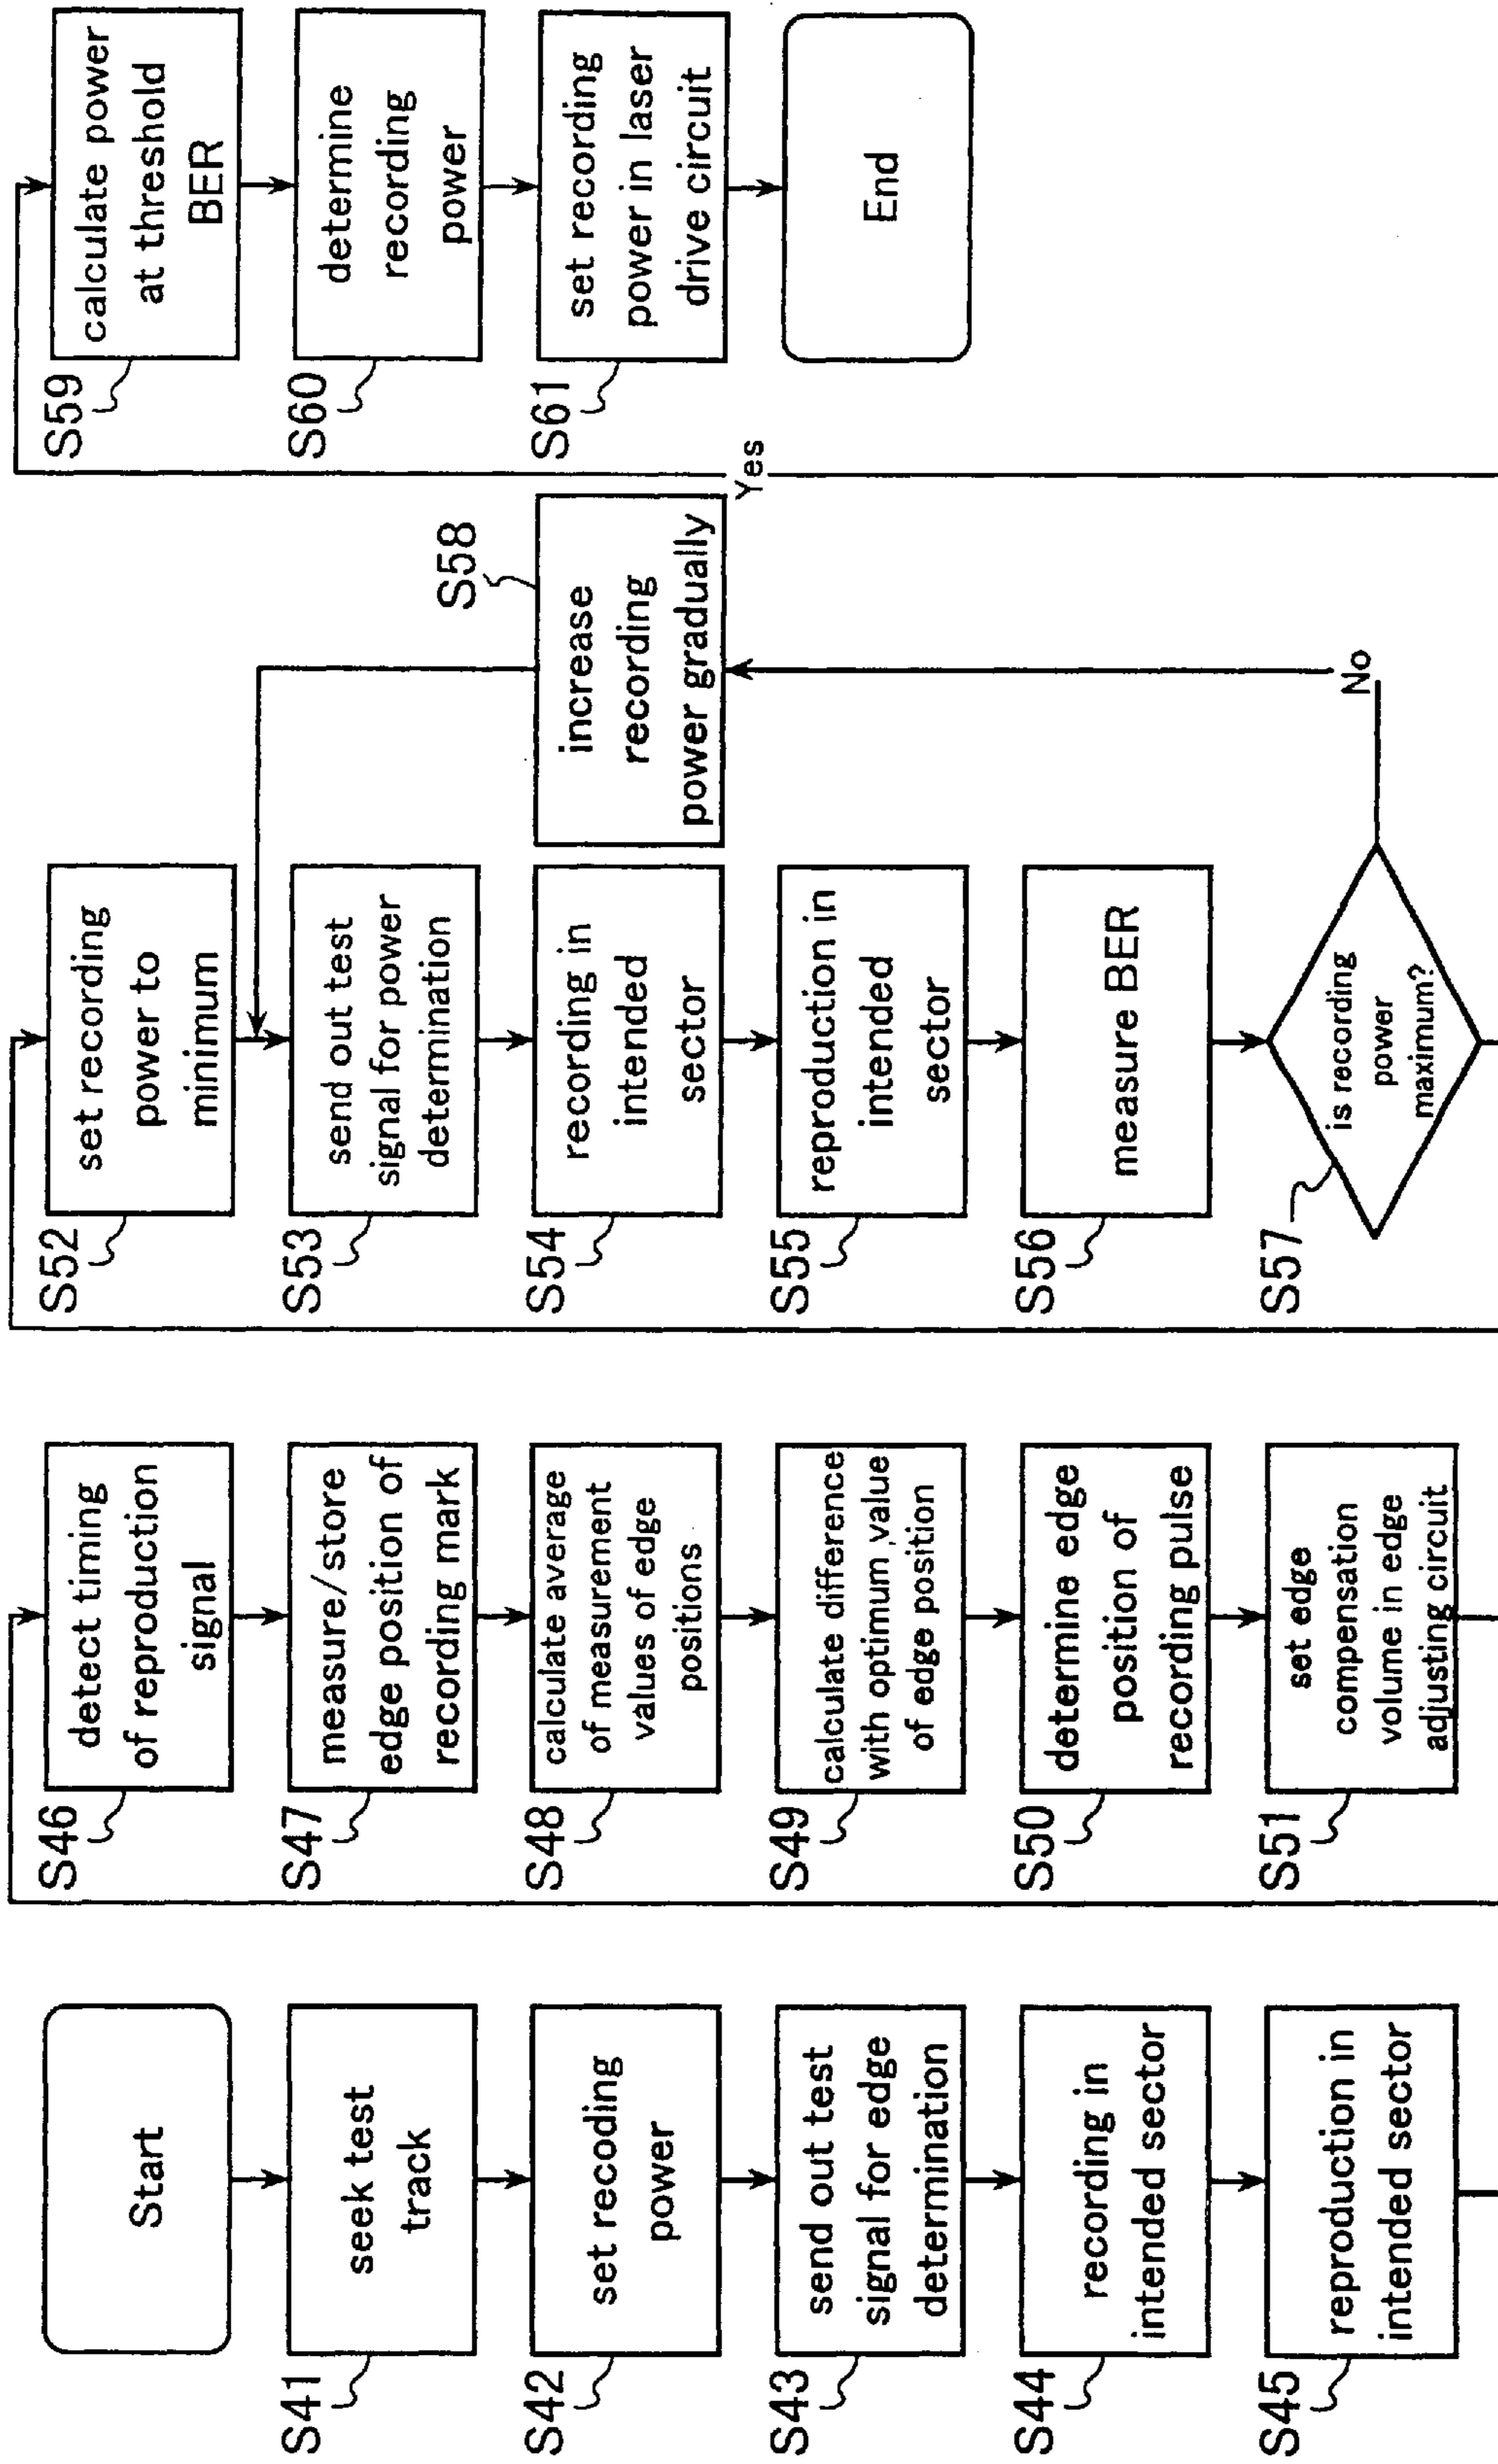 Start
S41
seek test
track
S42
set recoding
power
S43
send out test
signal for edge
determination
S44
recording in
intended sector
S45
reproduction in
intended sector
S46
detect timing
of reproduction
signal
S47
measure/store
edge position of
recording mark
S48
calculate average
of measurement
values of edge
positions
S49
calculate difference
with optimum value
of edge position
S50
determine edge
position of
recording pulse
S51
set edge
compensation
volume in edge
adjusting circuit
S52
set recording
power to
minimum
S53
send out test
signal for power
determination
S54
recording in
intended
sector
S55
reproduction in
intended
sector
S56
measure BER
S57
is recording
power
maximum?
No
S58
increase
recording
power gradually
Yes
S59
calculate power
at threshold
BER
S60
determine
recording
power
S61
set recording
power in laser
drive circuit
End